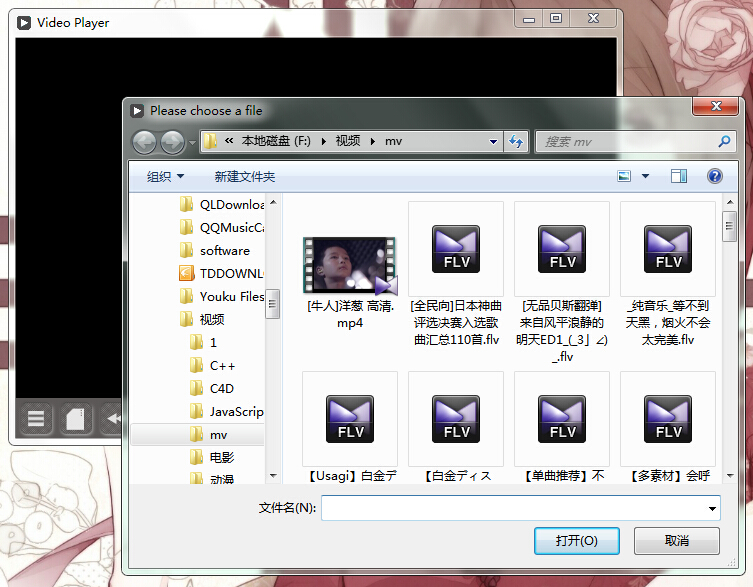 Video Player
Please choose a file
« 本地磁盘 (F:) 视频 mv
搜索 mv
组织
新建文件夹
QLDownloa
QQMusicCa
software
TDDOWNL
Youku Files
视频
1
C++
C4D
JavaScrip
mv
电影
动漫
[牛人]洋葱 高清.
mp4
FLV
[全民向]日本神曲
评选决赛入选歌
曲汇总110首.flv
FLV
[无品贝斯翻弹]
来自风平浪静的
明天ED1_(_3」∠)
_.flv
FLV
_纯音乐_等不到
天黑，烟火不会
太完美.flv
FLV
【Usagi】白金デ
FLV
【白金ディス
FLV
【单曲推荐】不
FLV
【多素材】会呼
文件名(N):
打开(O)
取消